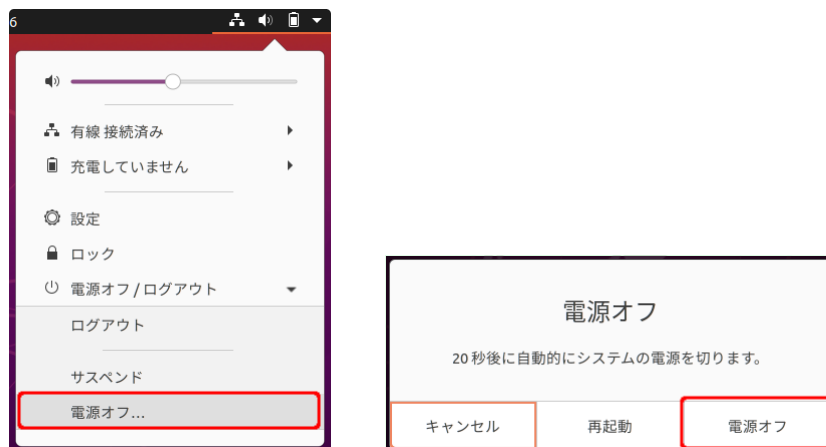 6
有線 接続済み
充電していません
設定
ロック
電源オフ / ログアウト
ログアウト
サスペンド
電源オフ...
電源オフ
20 秒後に自動的にシステムの電源を切ります。
キャンセル 再起動 電源オフ